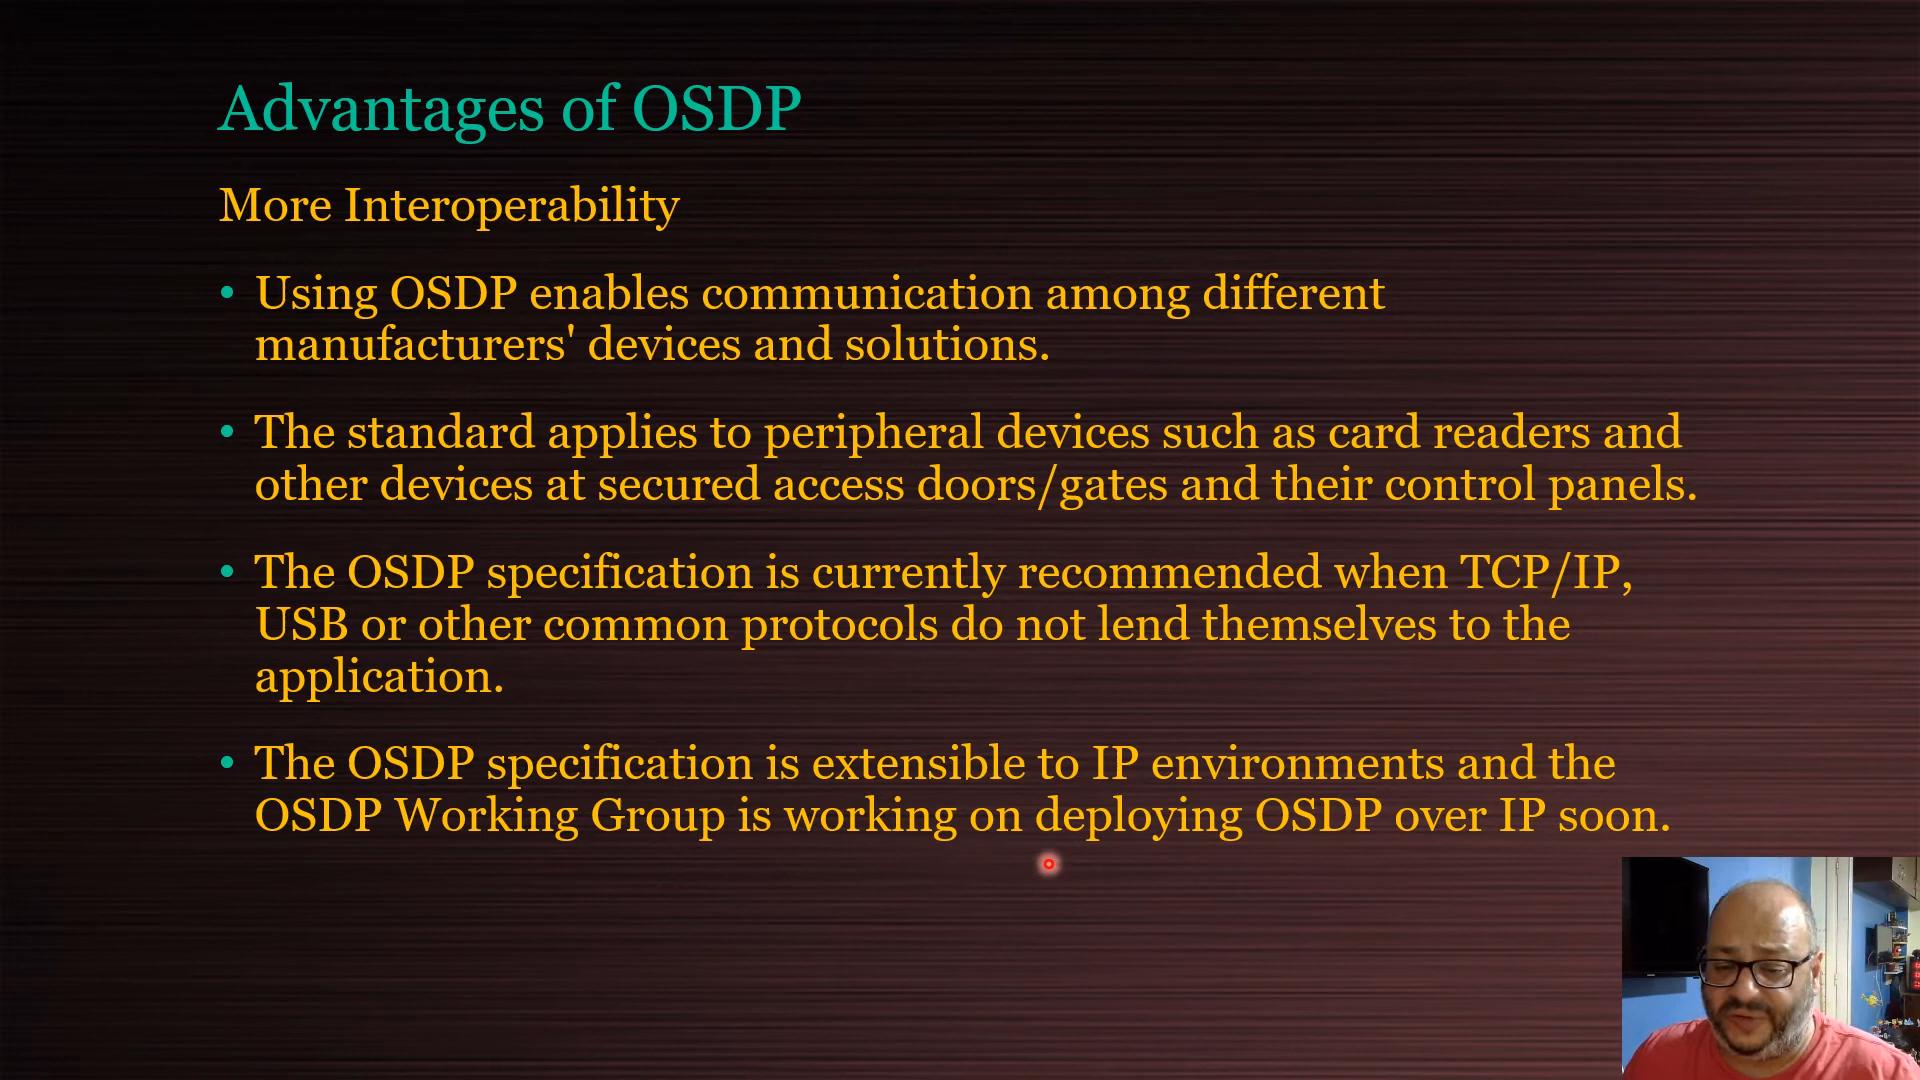 Advantages of OSDP
More Interoperability
• Using OSDP enables communication among different
manufacturers' devices and solutions.
• The standard applies to peripheral devices such as card readers and
other devices at secured access doors/gates and their control panels.
• The OSDP specification is currently recommended when TCP/IP,
USB or other common protocols do not lend themselves to the
application.
• The OSDP specification is extensible to IP environments and the
OSDP Working Group is working on deploying OSDP over IP soon.